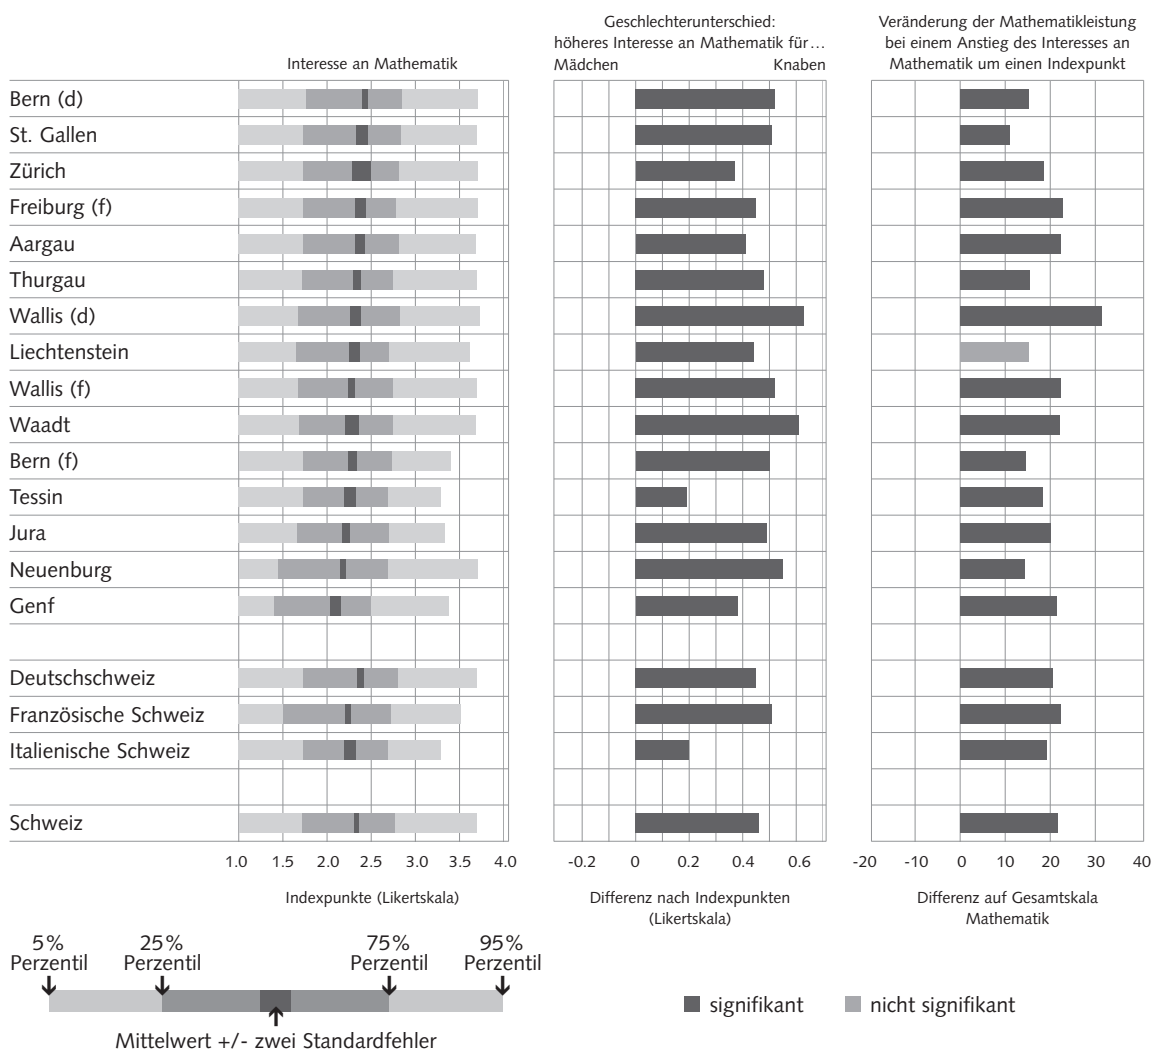 Geschlechterunterschied:
höheres Interesse an Mathematik für...
Veränderung der Mathematikleistung
bei einem Anstieg des Interesses an
Mathematik um einen Indexpunkt
Interesse an Mathematik
Mädchen
Knaben
Bern (d)
St. Gallen
Zürich
Freiburg (f)
Aargau
Thurgau
Wallis (d)
Liechtenstein
Wallis (f)
Waadt
Bern (f)
Tessin
Jura
Neuenburg
Genf
Deutschschweiz
Französische Schweiz
Italienische Schweiz
Schweiz
1.0 1.5 2.0 2.5 3.0 3.5 4.0
Indexpunkte (Likertskala)
-0.2 0 0.2 0.4 0.6
Differenz nach Indexpunkten
(Likertskala)
-20 -10 0 10 20 30 40
Differenz auf Gesamtskala
Mathematik
5%
Perzentil
25%
Perzentil
75%
Perzentil
95%
Perzentil
Mittelwert +/- zwei Standardfehler
signifikant
nicht signifikant